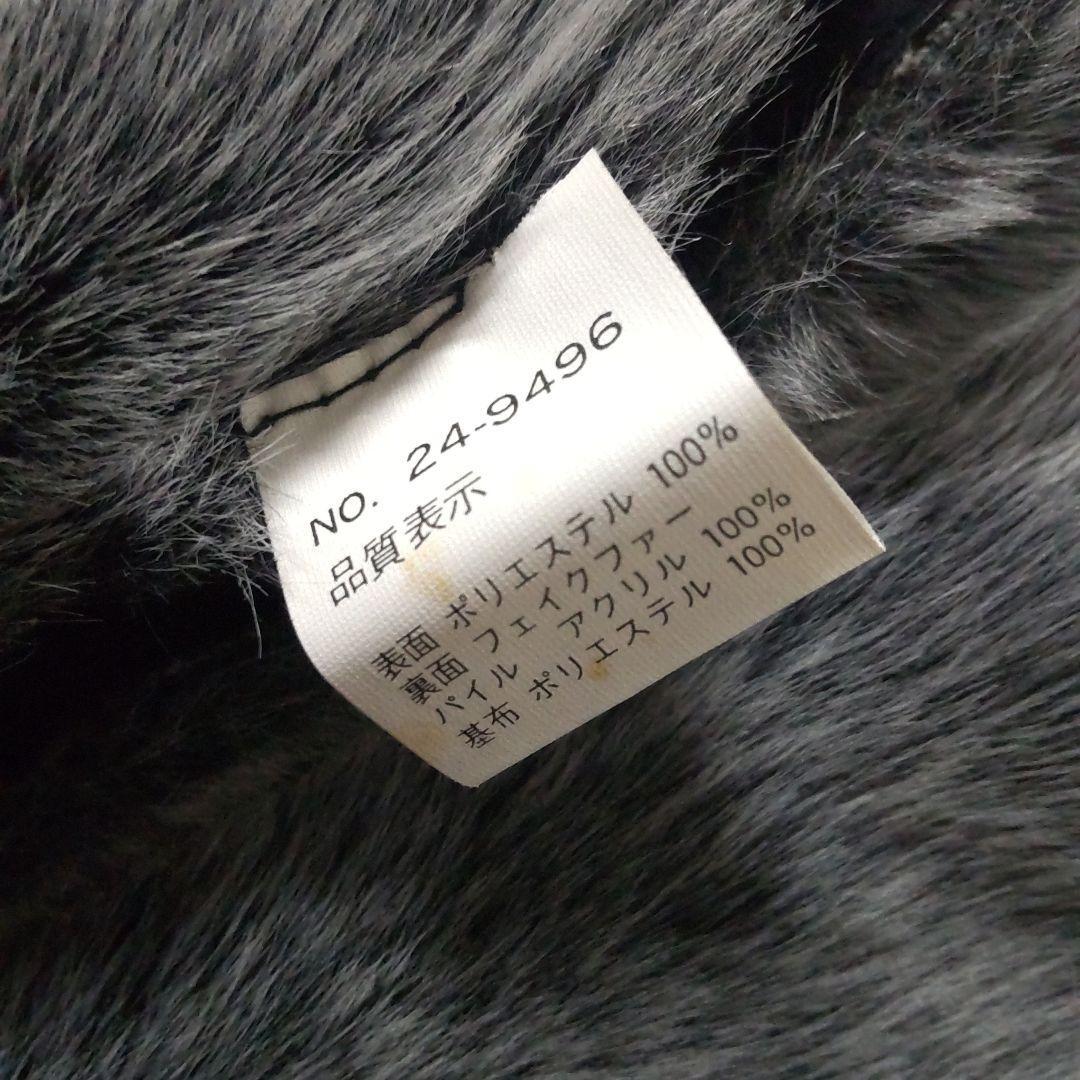 NO. 24-9496
品質表示
表面 ポリエステル 100%
裏面 フェイクファー
パイル アクリル 100%
基布 ポリエステル 100%